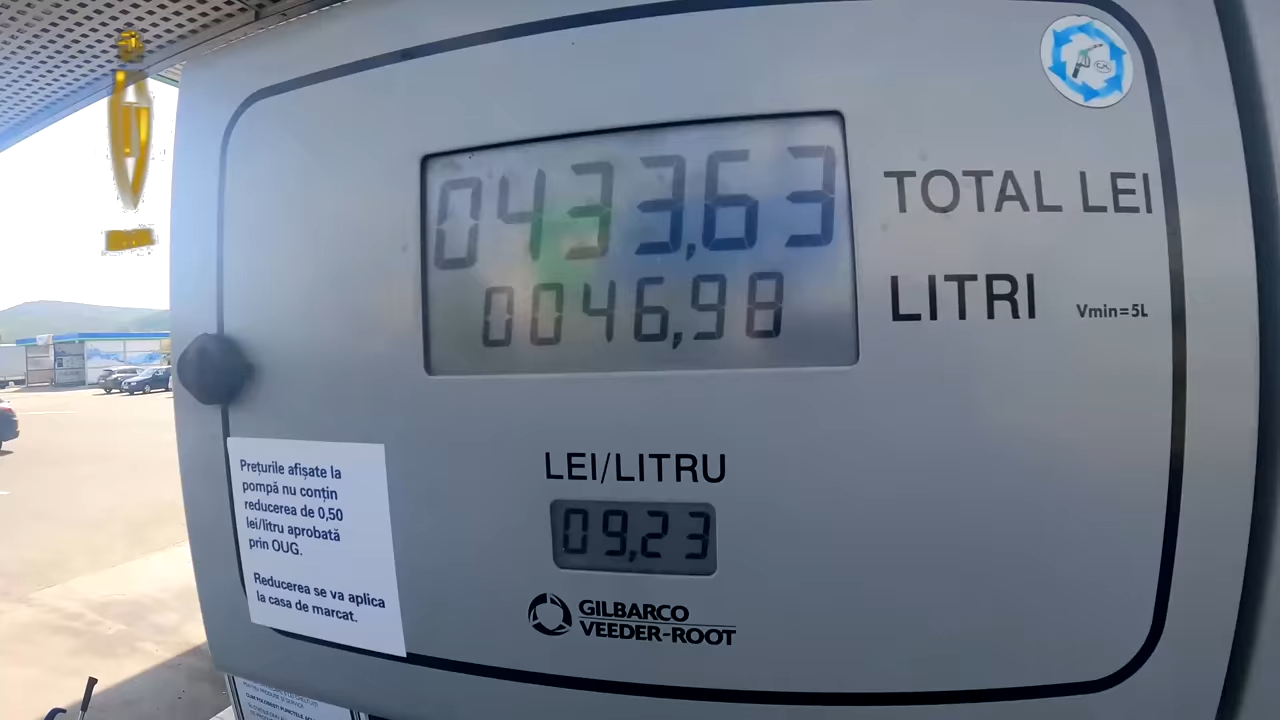 0433,63
TOTAL LEI
0046,98
LITRI
Vmin=5L
LEI/LITRU
09,23
Prețurile afișate la
pompă nu conțin
reducerea de 0,50
lei/litru aprobată
prin OUG.
Reducerea se va aplica
la casa de marcat.
GILBARCO
VEEDER-ROOT